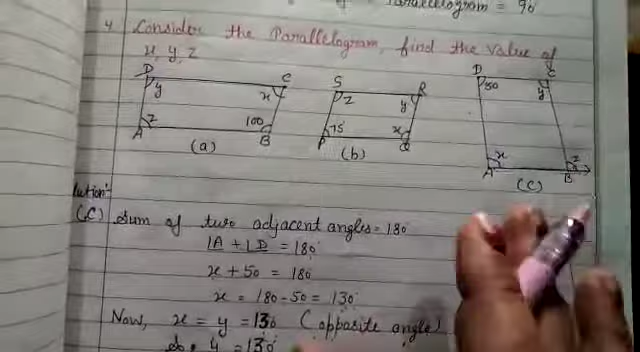 Parallelogram = 90
4. Consider the Parallelogram, find the value of
x, y, z
D C S R D C
y x z y 50 y
z 100 75 x x z
A B P Q A B
(a) (b) (c)
lution:
(C) Sum of two adjacent angles = 180
∠A + ∠D = 180°
x + 50 = 180
x = 180 - 50 = 130°
Now, x = y = 130 (opposite angle)
so, y = 130°